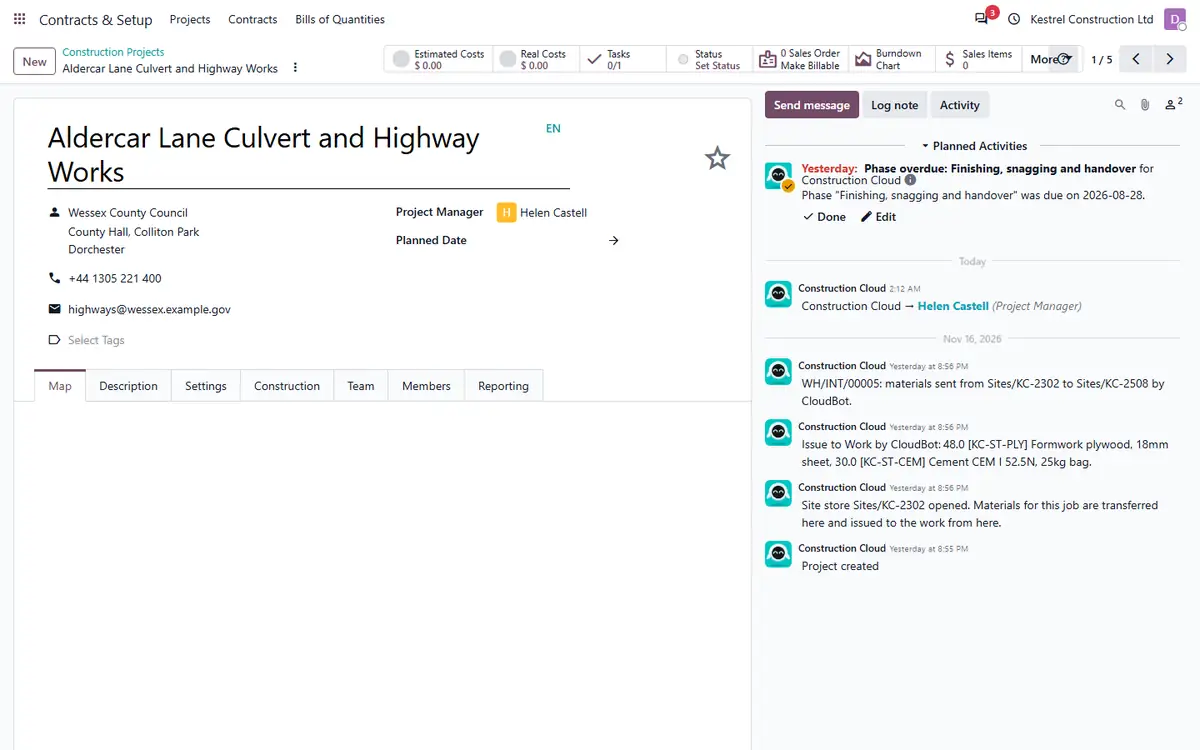 Contracts & Setup Projects Contracts Bills of Quantities
3 Kestrel Construction Ltd D
New
Construction Projects
Aldercar Lane Culvert and Highway Works
Estimated Costs
$ 0.00
Real Costs
$ 0.00
Tasks
0/1
Status
Set Status
0 Sales Order
Make Billable
Burndown
Chart
Sales Items
0
More
1 / 5
Aldercar Lane Culvert and Highway
Works
EN
Wessex County Council
County Hall, Colliton Park
Dorchester
+44 1305 221 400
highways@wessex.example.gov
Select Tags
Project Manager H Helen Castell
Planned Date
Map Description Settings Construction Team Members Reporting
Send message Log note Activity 2
Planned Activities
Yesterday: Phase overdue: Finishing, snagging and handover for
Construction Cloud
Phase "Finishing, snagging and handover" was due on 2026-08-28.
Done Edit
Today
Construction Cloud 2:12 AM
Construction Cloud → Helen Castell (Project Manager)
Nov 16, 2026
Construction Cloud Yesterday at 8:56 PM
WH/INT/00005: materials sent from Sites/KC-2302 to Sites/KC-2508 by
CloudBot.
Construction Cloud Yesterday at 8:56 PM
Issue to Work by CloudBot: 48.0 [KC-ST-PLY] Formwork plywood, 18mm
sheet, 30.0 [KC-ST-CEM] Cement CEM I 52.5N, 25kg bag.
Construction Cloud Yesterday at 8:56 PM
Site store Sites/KC-2302 opened. Materials for this job are transferred
here and issued to the work from here.
Construction Cloud Yesterday at 8:55 PM
Project created